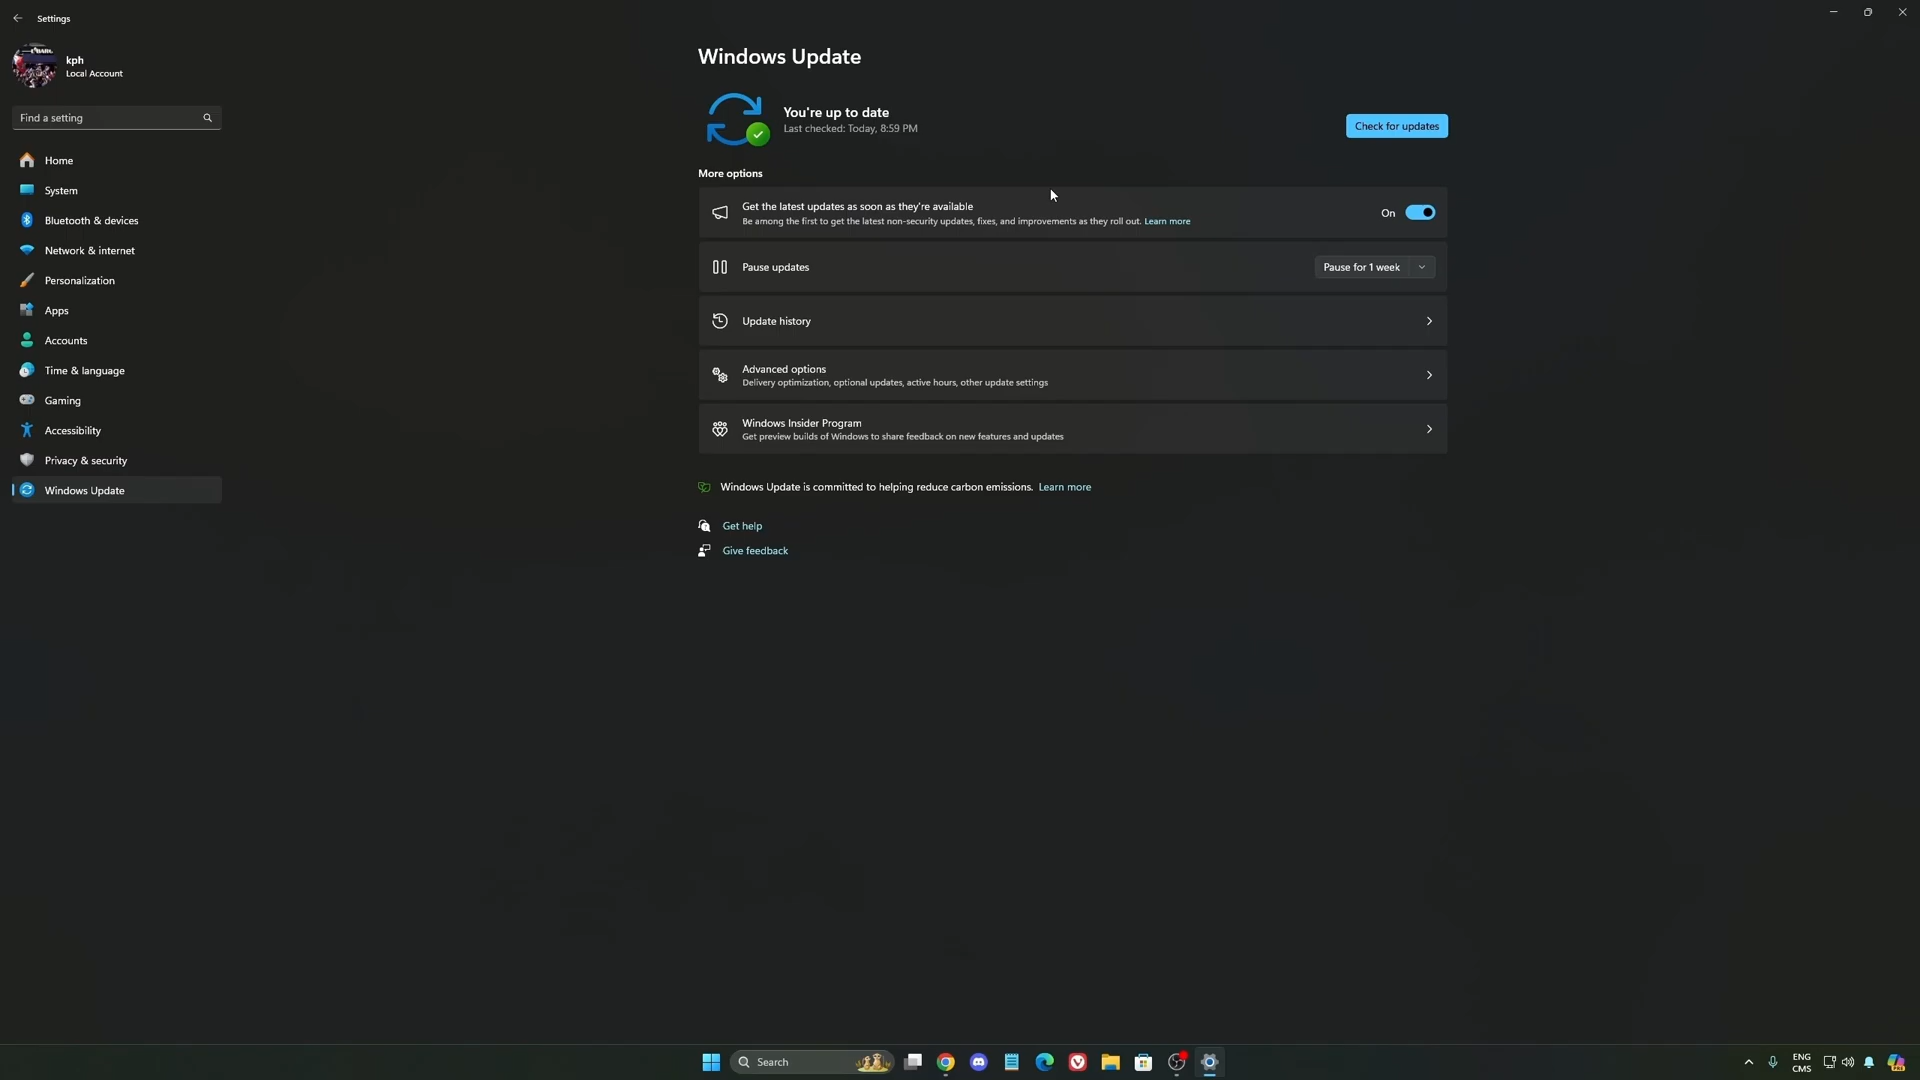 Settings
kph
Local Account
Find a setting
Home
System
Bluetooth & devices
Network & internet
Personalization
Apps
Accounts
Time & language
Gaming
Accessibility
Privacy & security
Windows Update
Windows Update
You're up to date
Last checked: Today, 8:59 PM
Check for updates
More options
Get the latest updates as soon as they're available
Be among the first to get the latest non-security updates, fixes, and improvements as they roll out. Learn more
On
Pause updates
Pause for 1 week
Update history
Advanced options
Delivery optimization, optional updates, active hours, other update settings
Windows Insider Program
Get preview builds of Windows to share feedback on new features and updates
Windows Update is committed to helping reduce carbon emissions. Learn more
Get help
Give feedback
Search
ENG
CMS